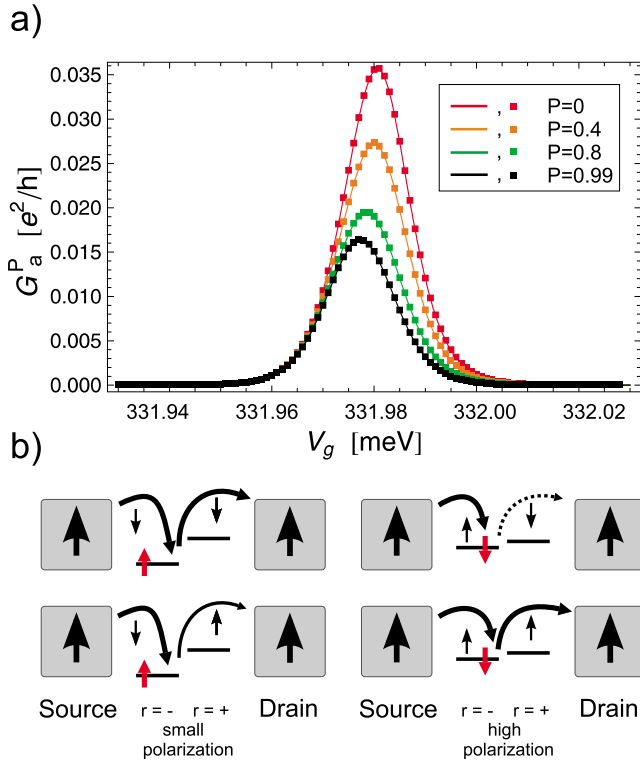 a)
G_a^P [e²/h]
0.035
0.030
0.025
0.020
0.015
0.010
0.005
0.000
, P=0
, P=0.4
, P=0.8
, P=0.99
331.94 331.96 331.98 332.00 332.02
V_g [meV]
b)
Source r = - r = + Drain Source r = - r = + Drain
small high
polarization polarization